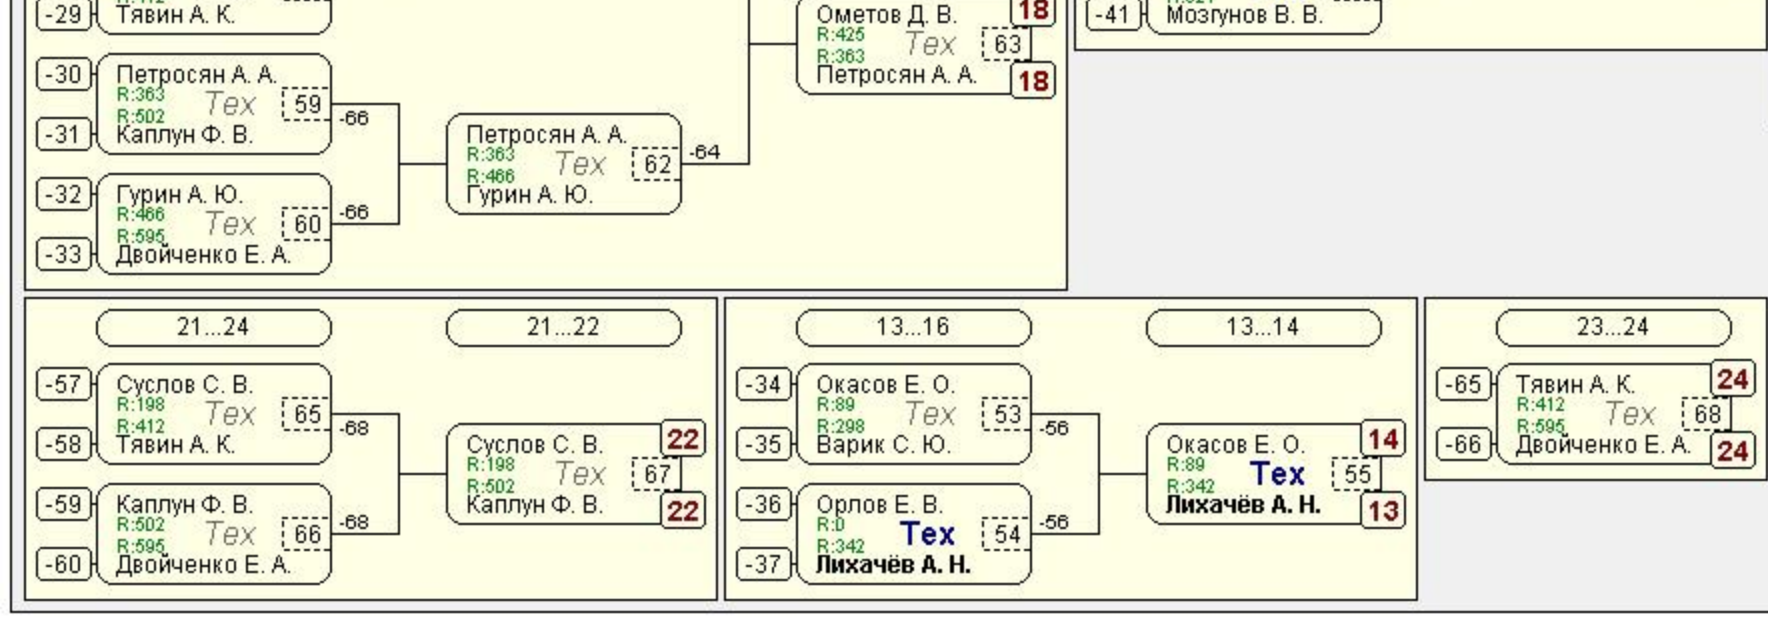 -29
Тявин А. К.
Ометов Д. В.
18
R:425
R:363
Тех
63
Петросян А. А.
18
-41
Мозгунов В. В.
-30
Петросян А. А.
R:363
R:502
Тех
59
-66
-31
Каплун Ф. В.
Петросян А. А.
R:363
R:466
Тех
62
-64
Гурин А. Ю.
-32
Гурин А. Ю.
R:466
R:595
Тех
60
-66
-33
Двойченко Е. А.
21...24
21...22
-57
Суслов С. В.
R:198
R:412
Тех
65
-68
-58
Тявин А. К.
Суслов С. В.
22
R:198
R:502
Тех
67
Каплун Ф. В.
22
-59
Каплун Ф. В.
R:502
R:595
Тех
66
-68
-60
Двойченко Е. А.
13...16
13...14
-34
Окасов Е. О.
R:89
R:298
Тех
53
-56
-35
Варик С. Ю.
Окасов Е. О.
14
R:89
R:342
Тех
55
Лихачёв А. Н.
13
-36
Орлов Е. В.
R:0
R:342
Тех
54
-56
-37
Лихачёв А. Н.
23...24
-65
Тявин А. К.
24
R:412
R:595
Тех
68
-66
Двойченко Е. А.
24